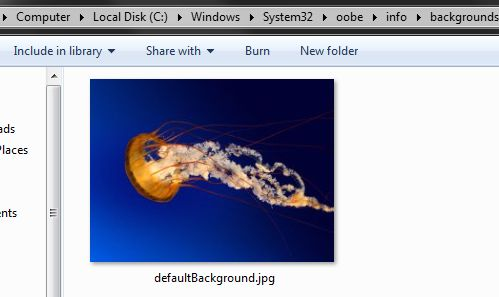 Computer Local Disk (C:) Windows System32 oobe info backgrounds
Include in library Share with Burn New folder
ads
Places
ents
defaultBackground.jpg